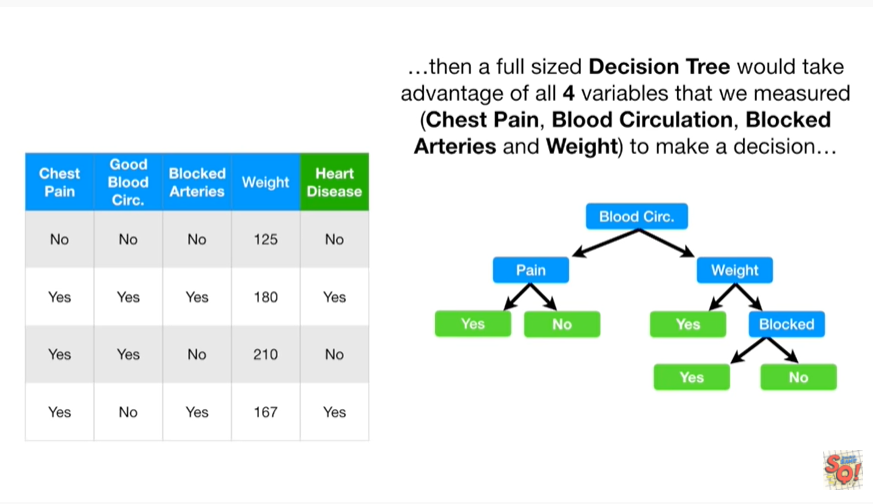 ...then a full sized Decision Tree would take
advantage of all 4 variables that we measured
(Chest Pain, Blood Circulation, Blocked
Arteries and Weight) to make a decision...
Chest Pain Good Blood Circ. Blocked Arteries Weight Heart Disease
No No No 125 No
Yes Yes Yes 180 Yes
Yes Yes No 210 No
Yes No Yes 167 Yes
Blood Circ.
Pain Weight
Yes No Yes Blocked
Yes No
SQ!